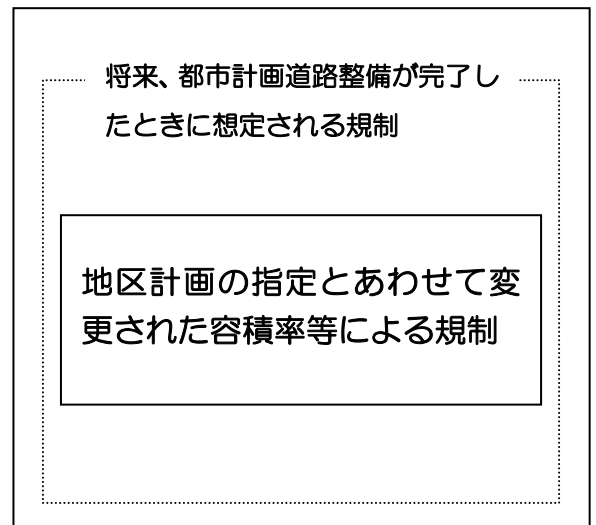 将来、都市計画道路整備が完了し
たときに想定される規制
地区計画の指定とあわせて変
更された容積率等による規制